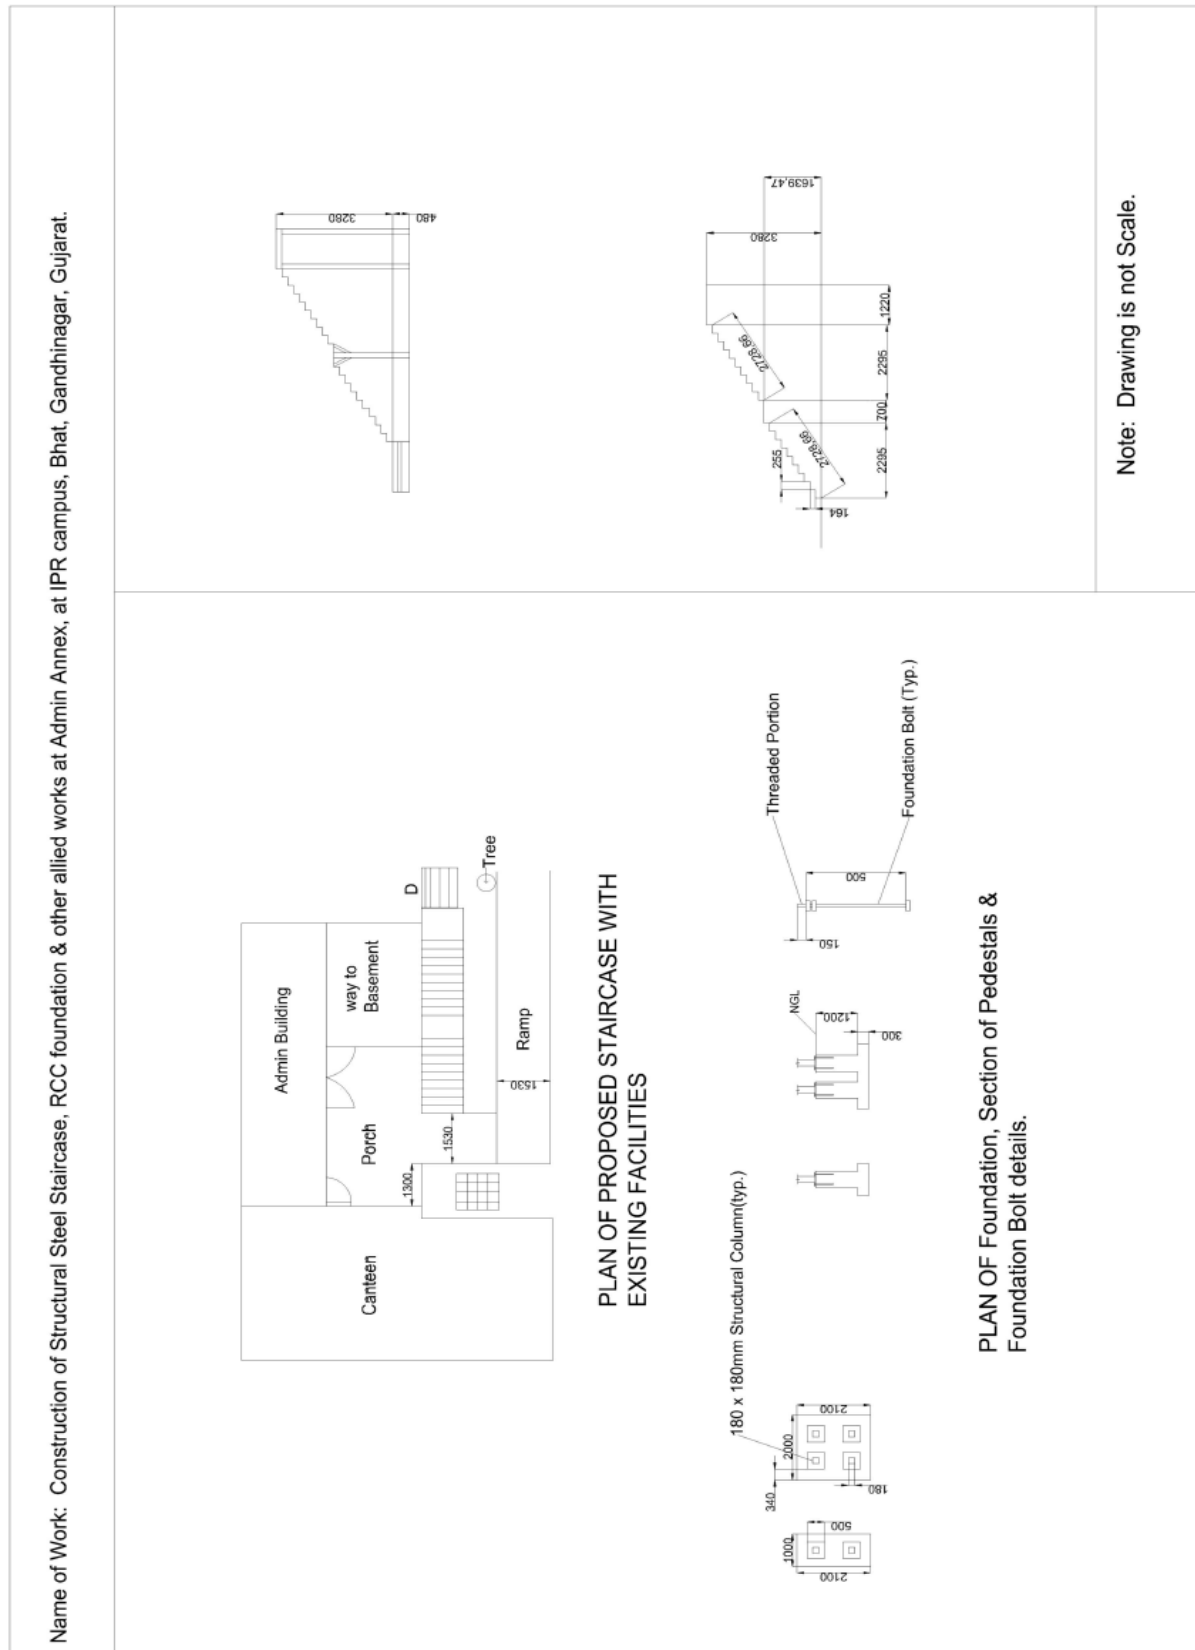 Name of Work: Construction of Structural Steel Staircase, RCC foundation & other allied works at Admin Annex, at IPR campus, Bhat, Gandhinagar, Gujarat.
Admin Building
way to
Basement
Porch
Canteen
Ramp
D
Tree
1300
1530
1530
PLAN OF PROPOSED STAIRCASE WITH
EXISTING FACILITIES
180 x 180mm Structural Column(typ.)
1000
500
2100
340
2000
2100
180
NGL
1200
300
Threaded Portion
150
500
Foundation Bolt (Typ.)
PLAN OF Foundation, Section of Pedestals &
Foundation Bolt details.
3280
480
1639,47
3280
2728,66
2728,66
255
164
2295
700
2295
1220
Note: Drawing is not Scale.